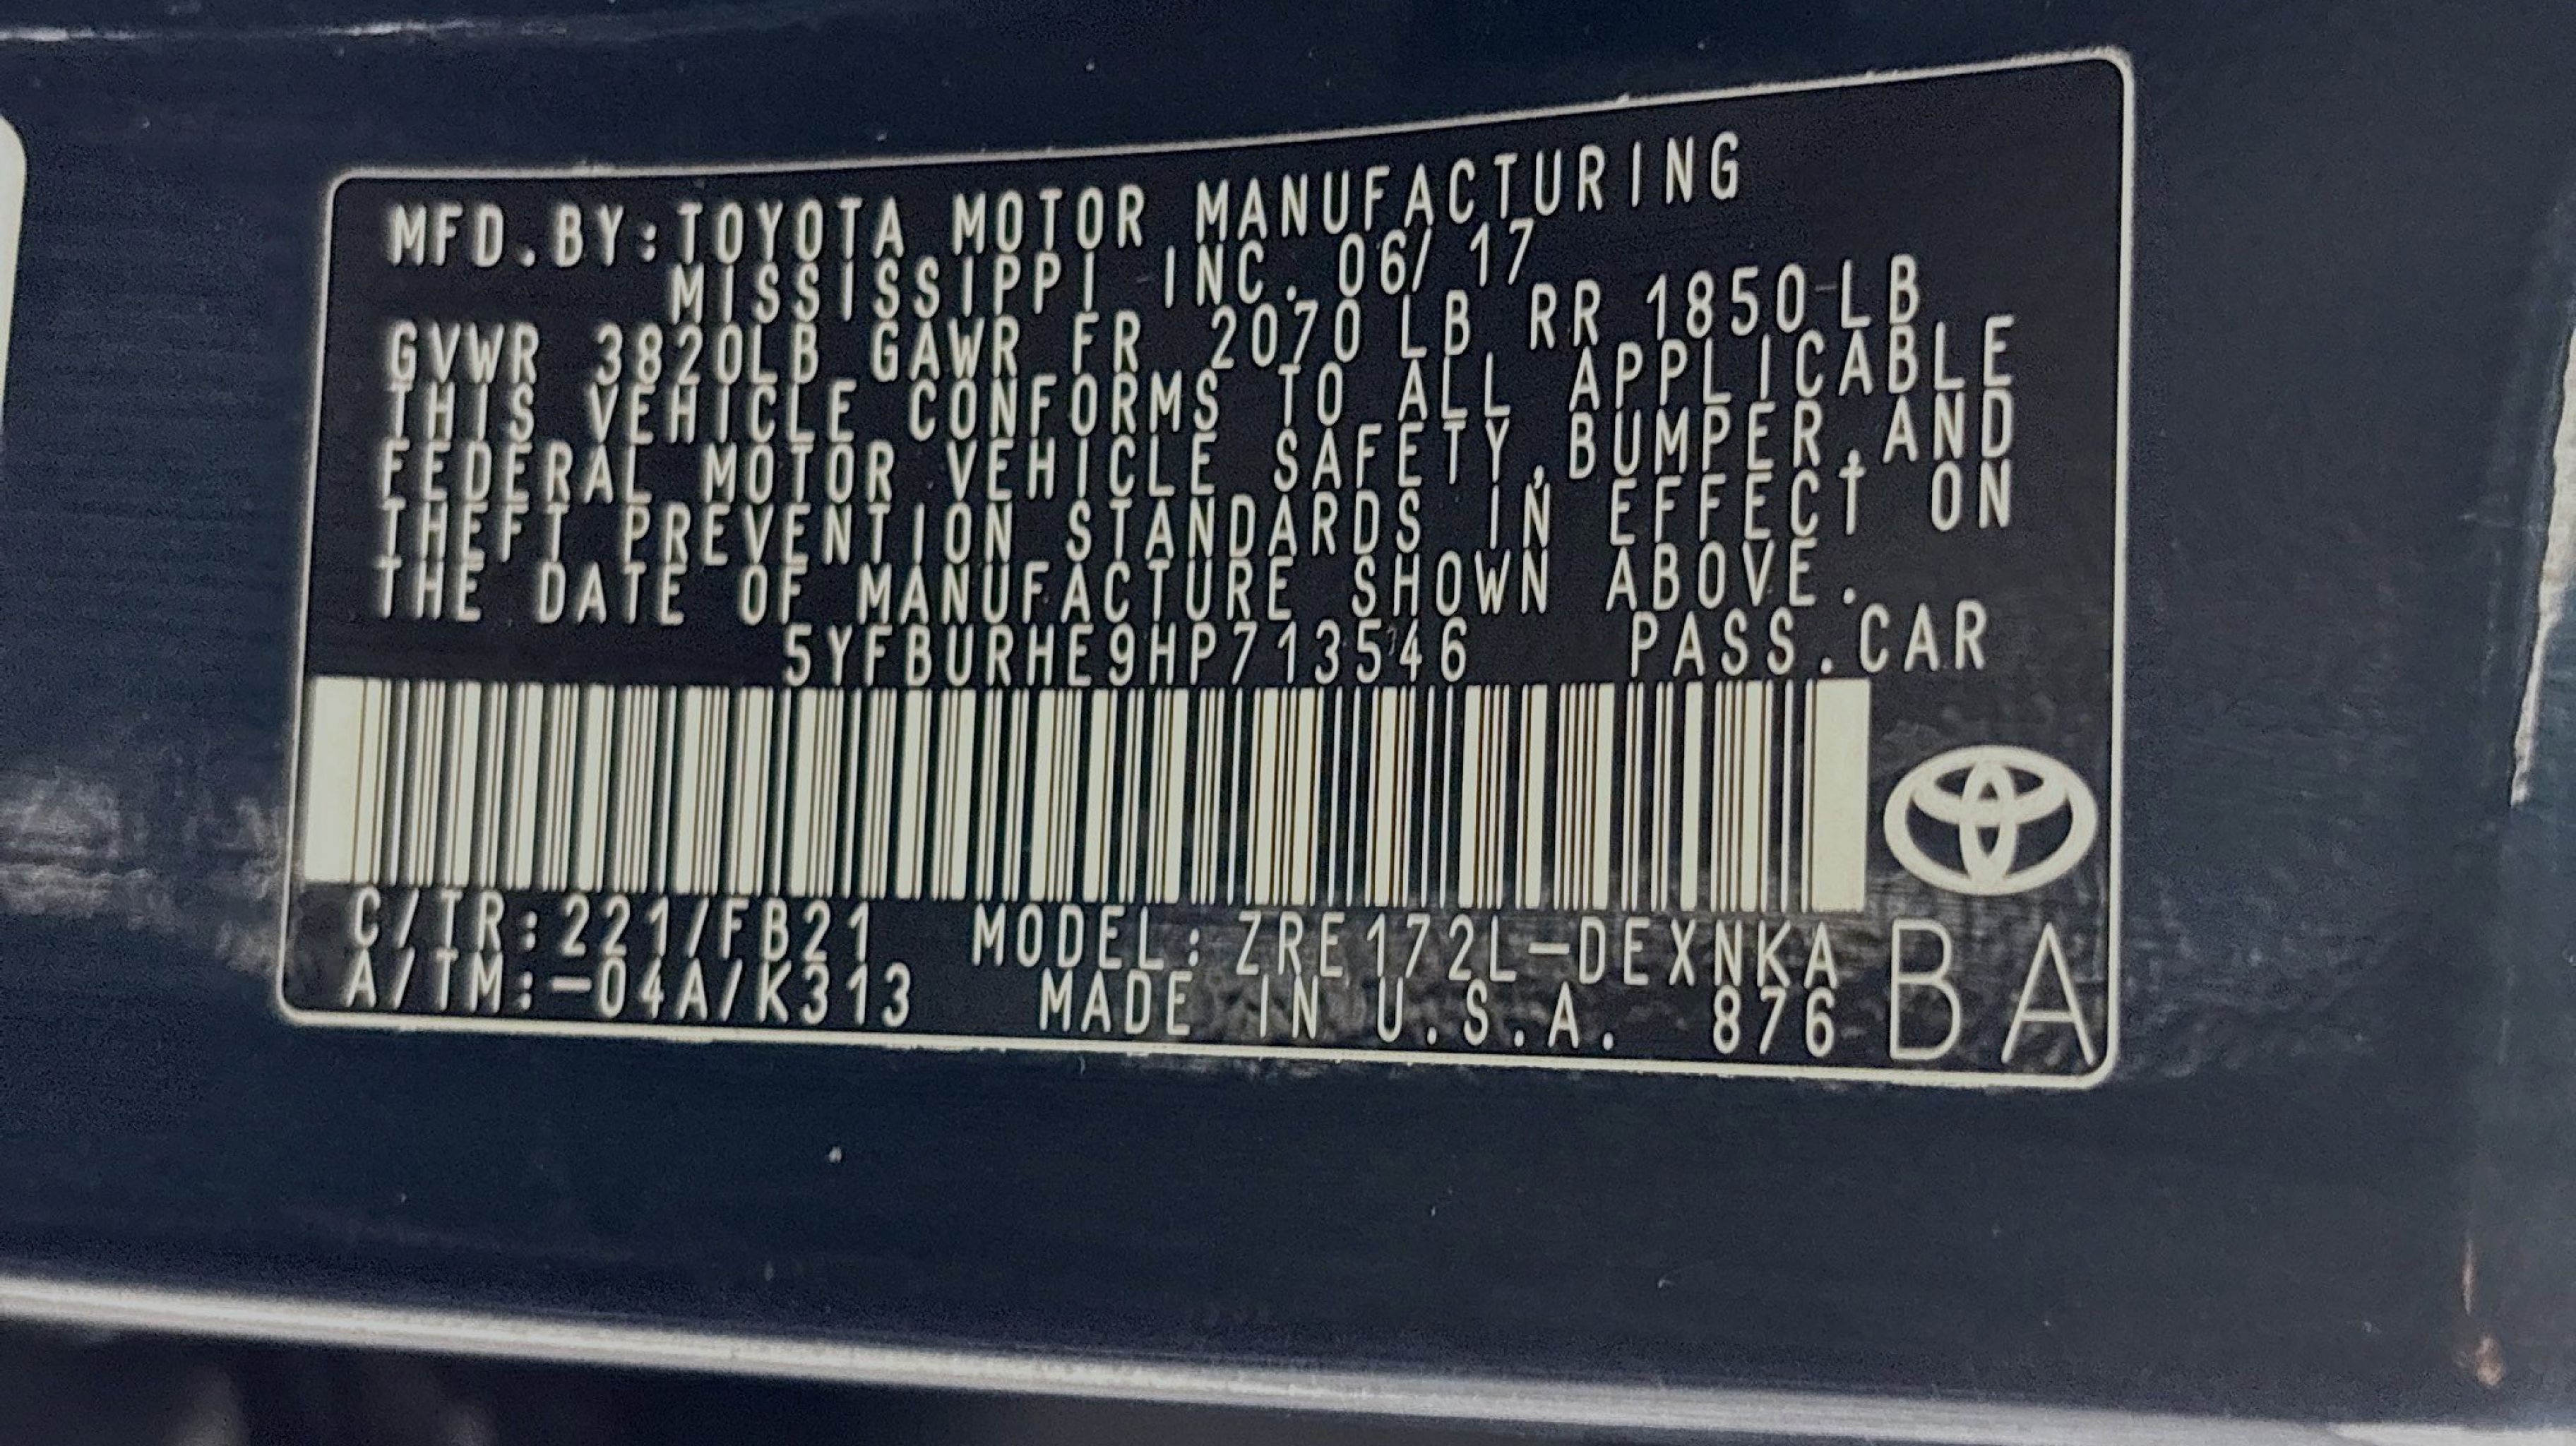 MFD.BY:TOYOTA MOTOR MANUFACTURING
MISSISSIPPI INC. 06/17
GVWR 3820LB GAWR FR 2070 LB RR 1850 LB
THIS VEHICLE CONFORMS TO ALL APPLICABLE
FEDERAL MOTOR VEHICLE SAFETY,BUMPER,AND
THEFT PREVENTION STANDARDS IN EFFECT ON
THE DATE OF MANUFACTURE SHOWN ABOVE.
5YFBURHE9HP713546 PASS.CAR
C/TR:221/FB21 MODEL: ZRE172L-DEXNKA
A/TM:-04A/K313 MADE IN U.S.A. 876
BA